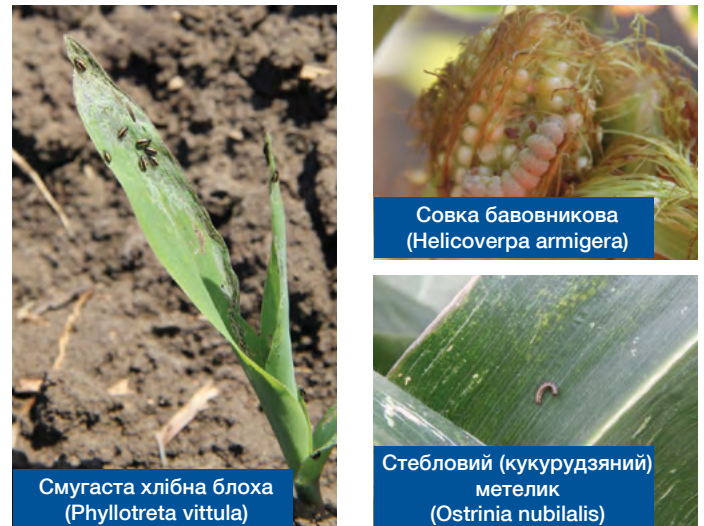 Смугаста хлібна блоха
(Phyllotreta vittula)
Совка бавовникова
(Helicoverpa armigera)
Стебловий (кукурудзяний)
метелик
(Ostrinia nubilalis)